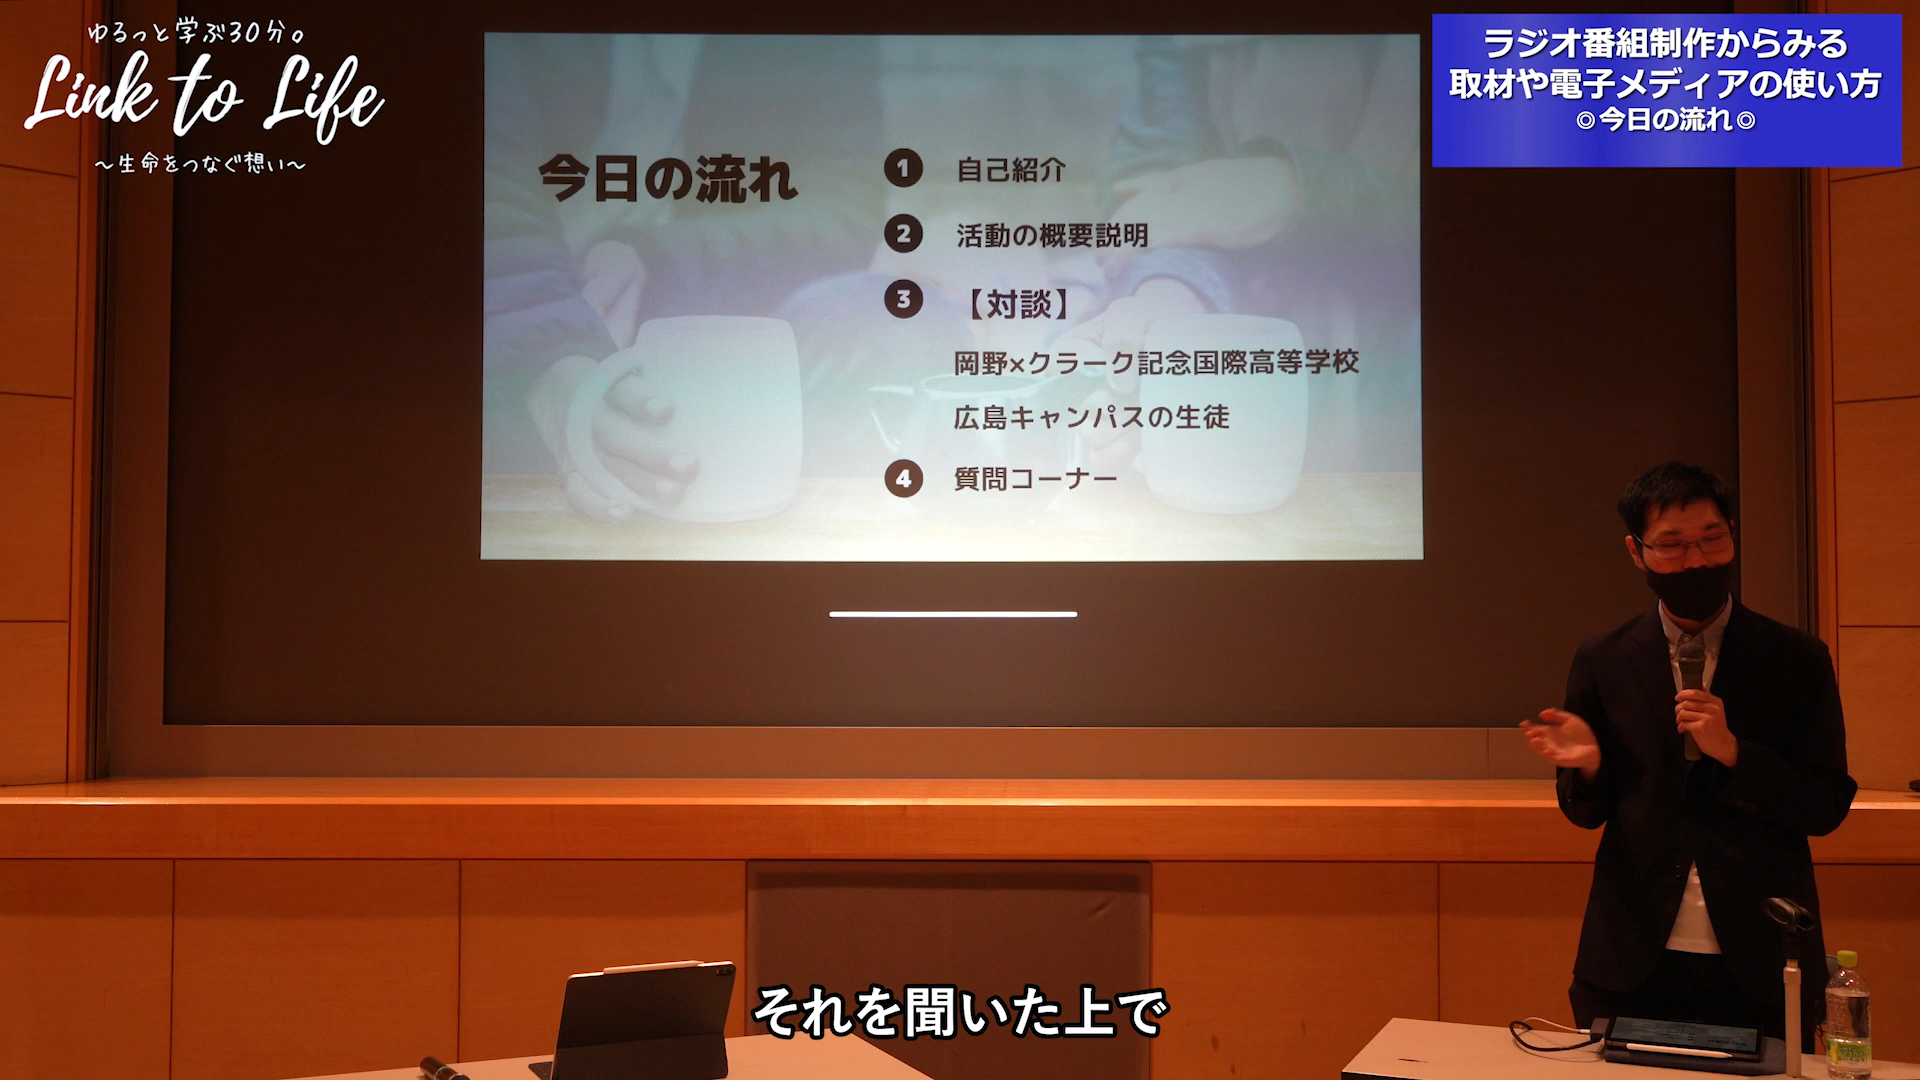 ゆるっと学ぶ30分。
Link to Life
～生命をつなぐ想い～
ラジオ番組制作からみる
取材や電子メディアの使い方
◎今日の流れ◎
今日の流れ
1 自己紹介
2 活動の概要説明
3 【対談】
岡野×クラーク記念国際高等学校
広島キャンパスの生徒
4 質問コーナー
それを聞いた上で